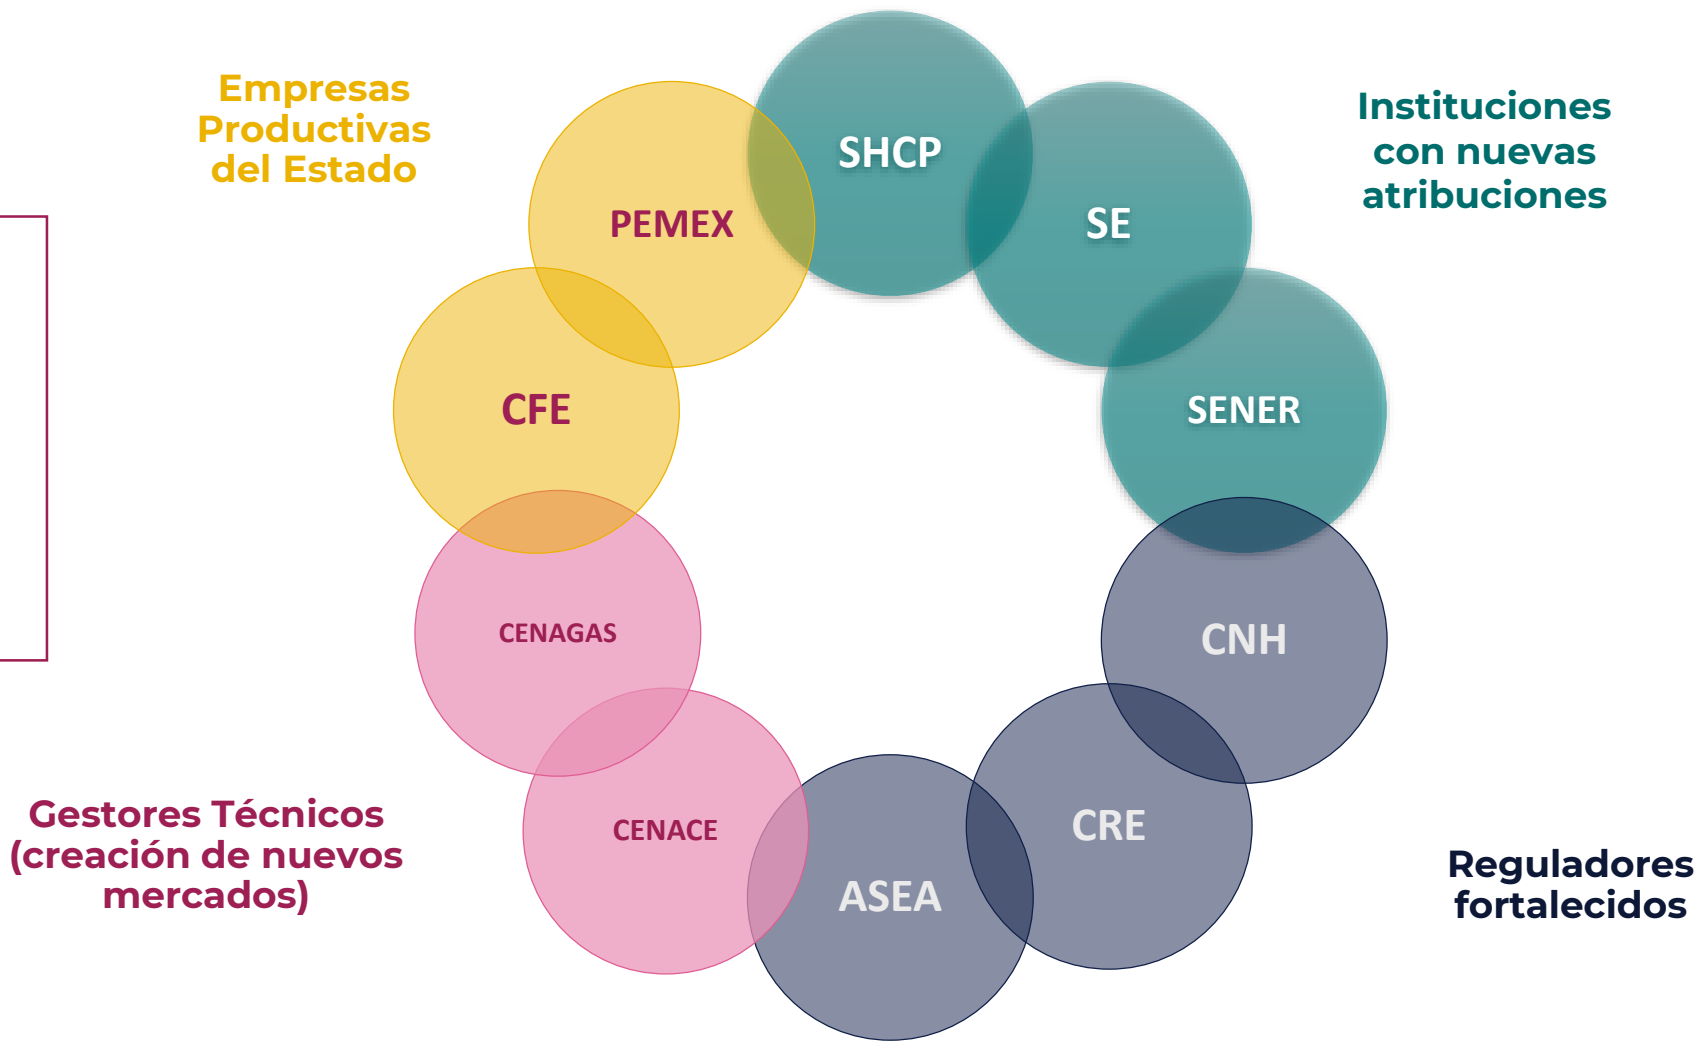 Empresas
Productivas
del Estado
Instituciones
con nuevas
atribuciones
SHCP
SE
PEMEX
SENER
CFE
CENAGAS
CNH
CENACE
CRE
ASEA
Gestores Técnicos
(creación de nuevos
mercados)
Reguladores
fortalecidos